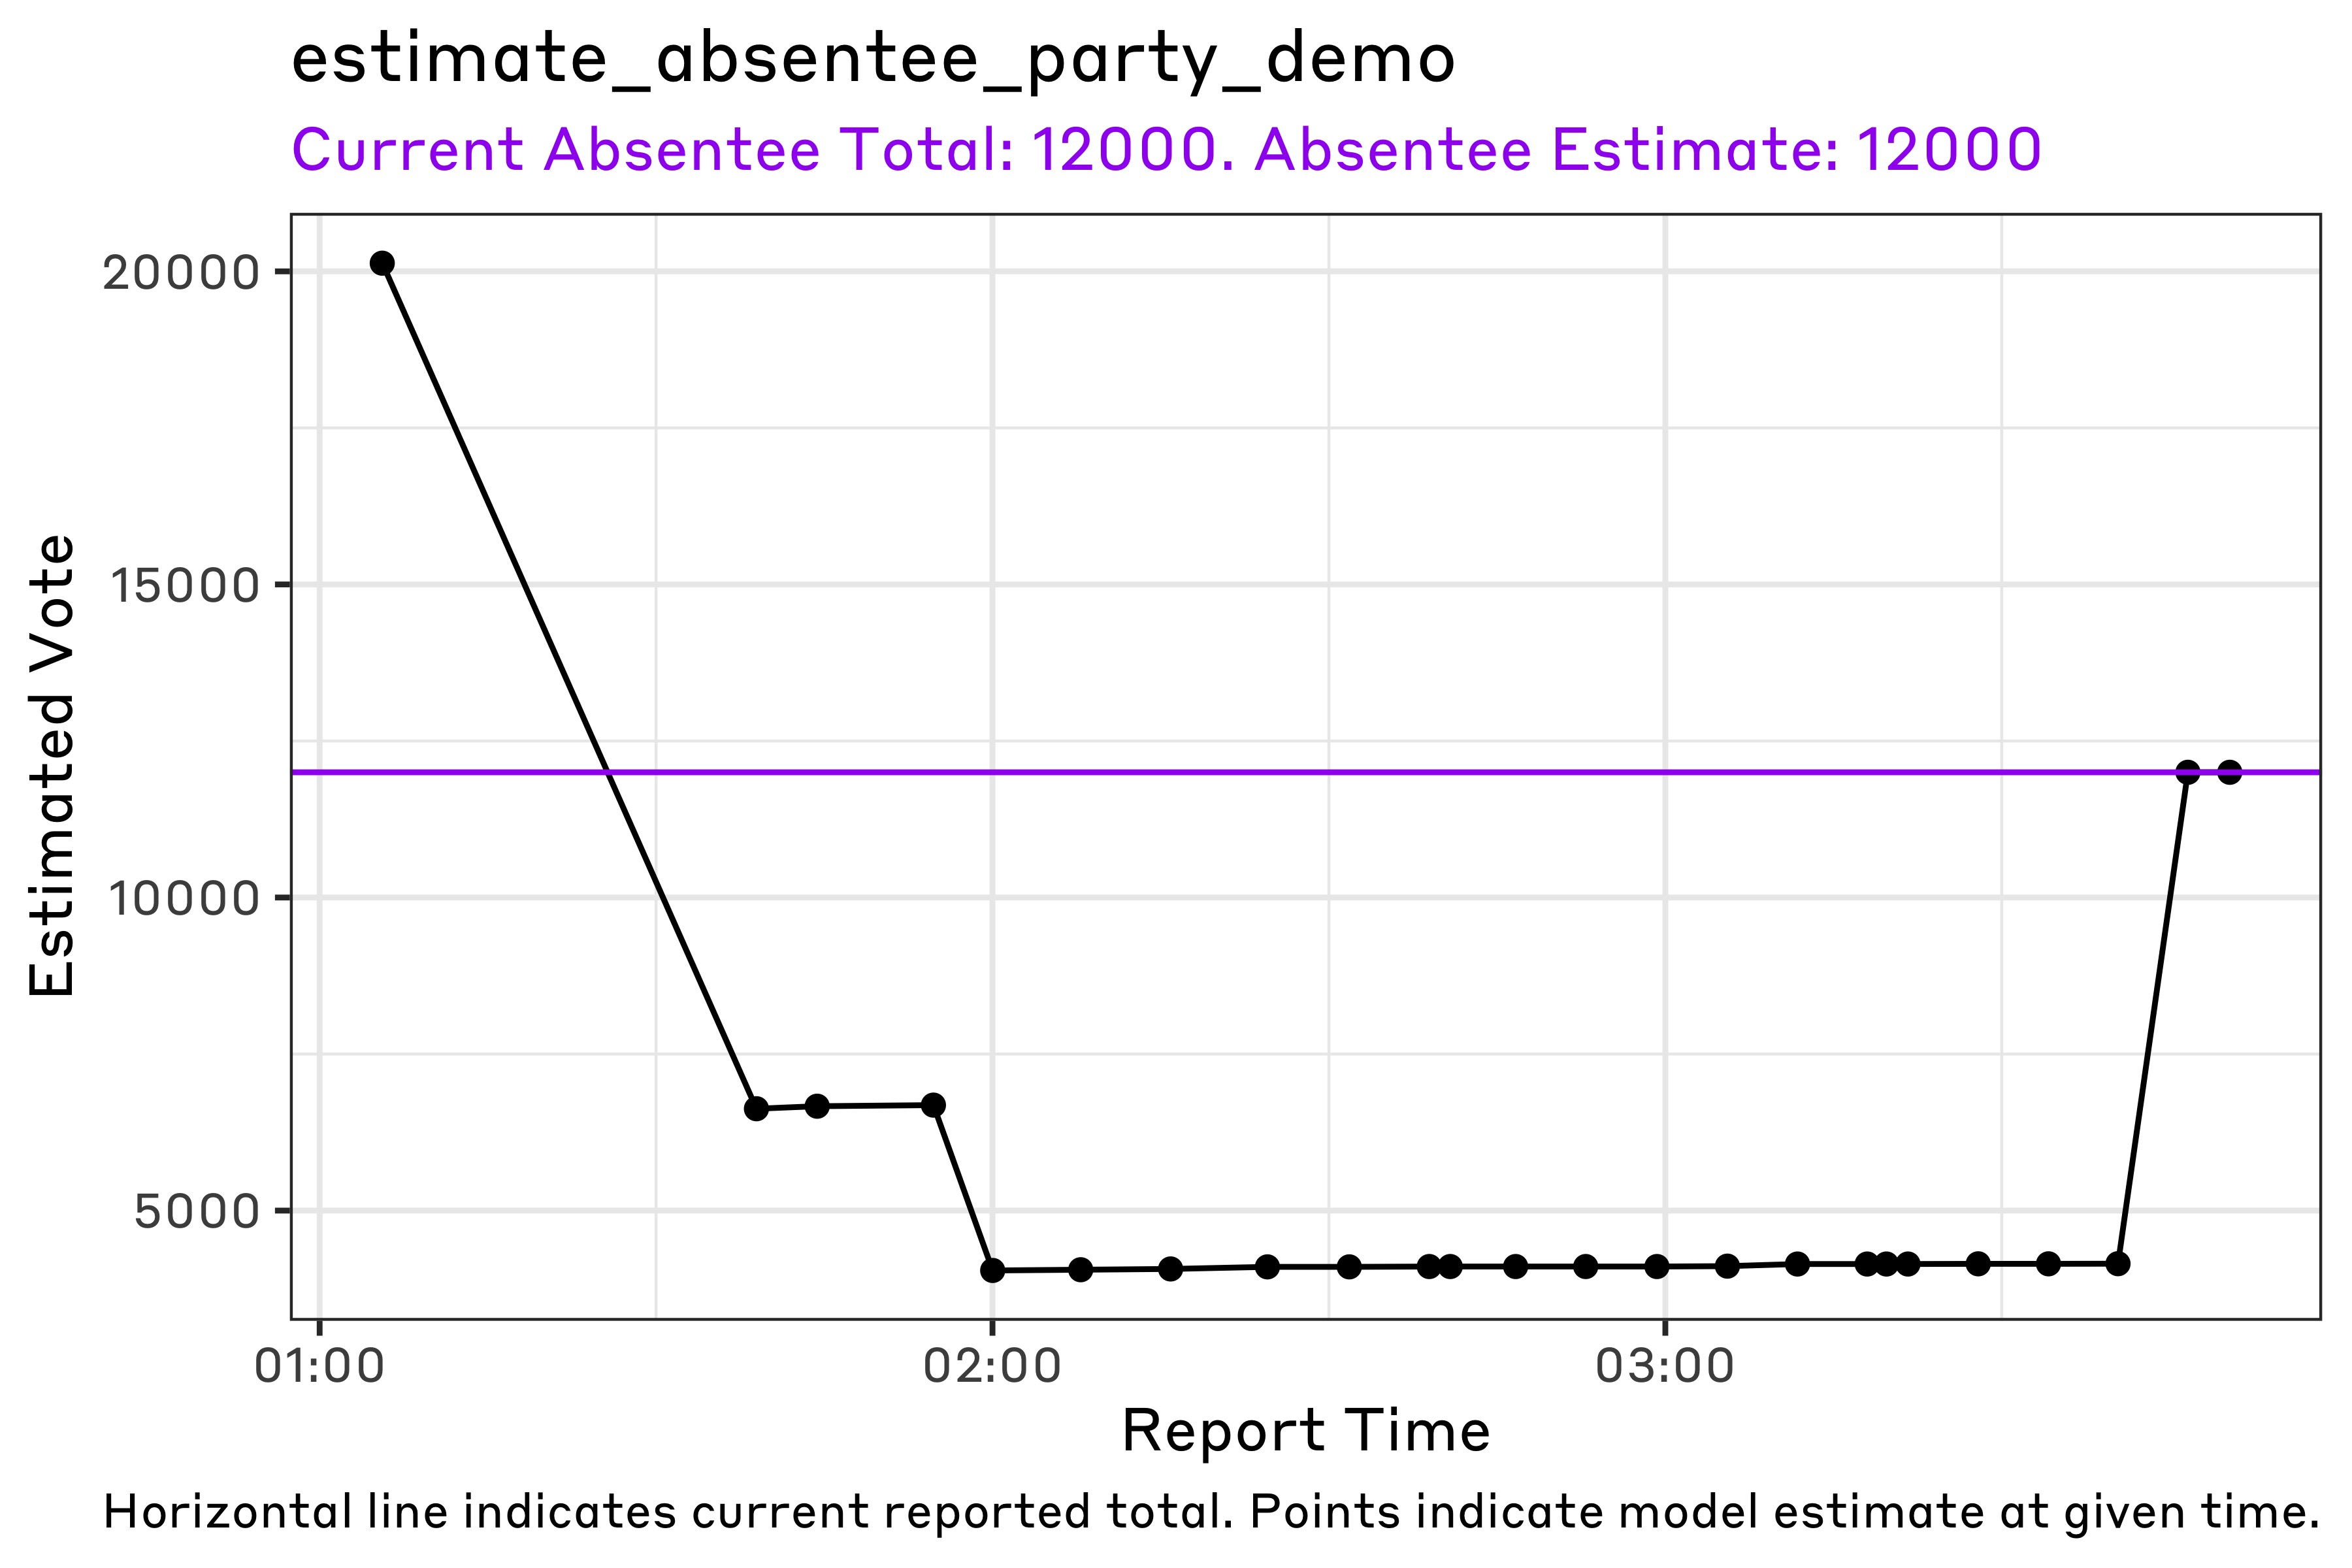 estimate_absentee_party_demo
Current Absentee Total: 12000. Absentee Estimate: 12000
Estimated Vote
20000
15000
10000
5000
01:00 02:00 03:00
Report Time
Horizontal line indicates current reported total. Points indicate model estimate at given time.